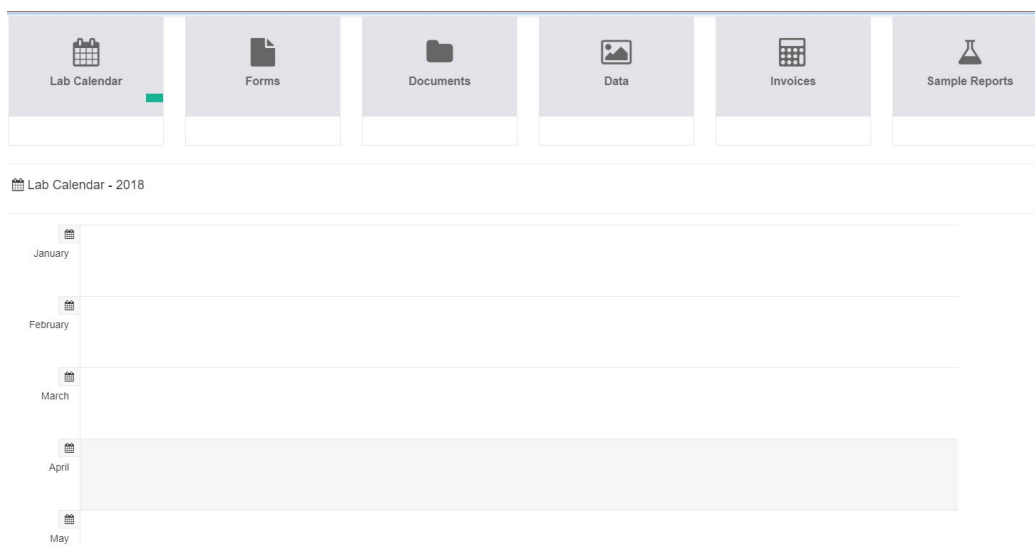 Lab Calendar
Forms
Documents
Data
Invoices
Sample Reports
Lab Calendar - 2018
January
February
March
April
May